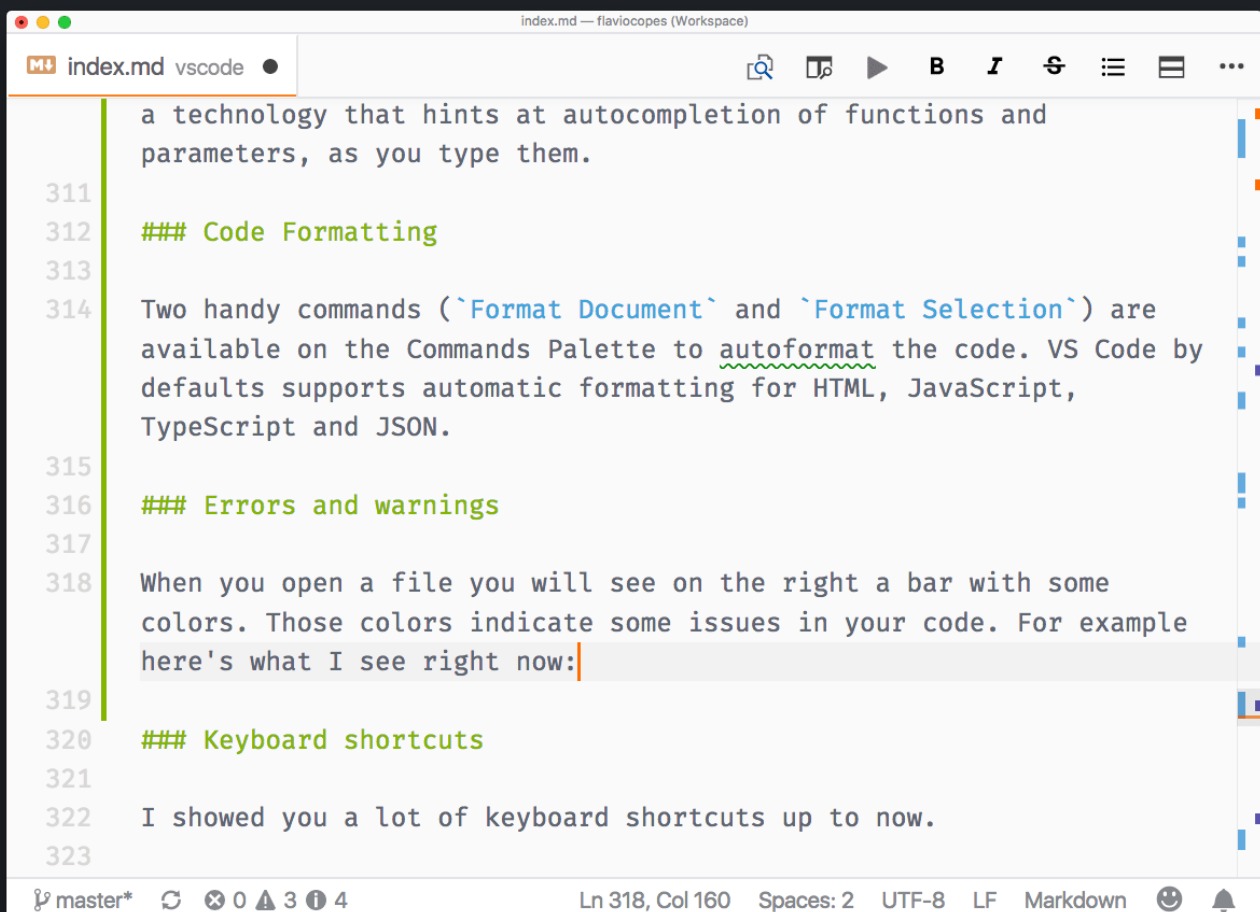 index.md — flaviocopes (Workspace)
M↓ index.md vscode
B I S
a technology that hints at autocompletion of functions and
parameters, as you type them.
311
312 ### Code Formatting
313
314 Two handy commands (`Format Document` and `Format Selection`) are
available on the Commands Palette to autoformat the code. VS Code by
defaults supports automatic formatting for HTML, JavaScript,
TypeScript and JSON.
315
316 ### Errors and warnings
317
318 When you open a file you will see on the right a bar with some
colors. Those colors indicate some issues in your code. For example
here's what I see right now:
319
320 ### Keyboard shortcuts
321
322 I showed you a lot of keyboard shortcuts up to now.
323
master* 0 3 4 Ln 318, Col 160 Spaces: 2 UTF-8 LF Markdown